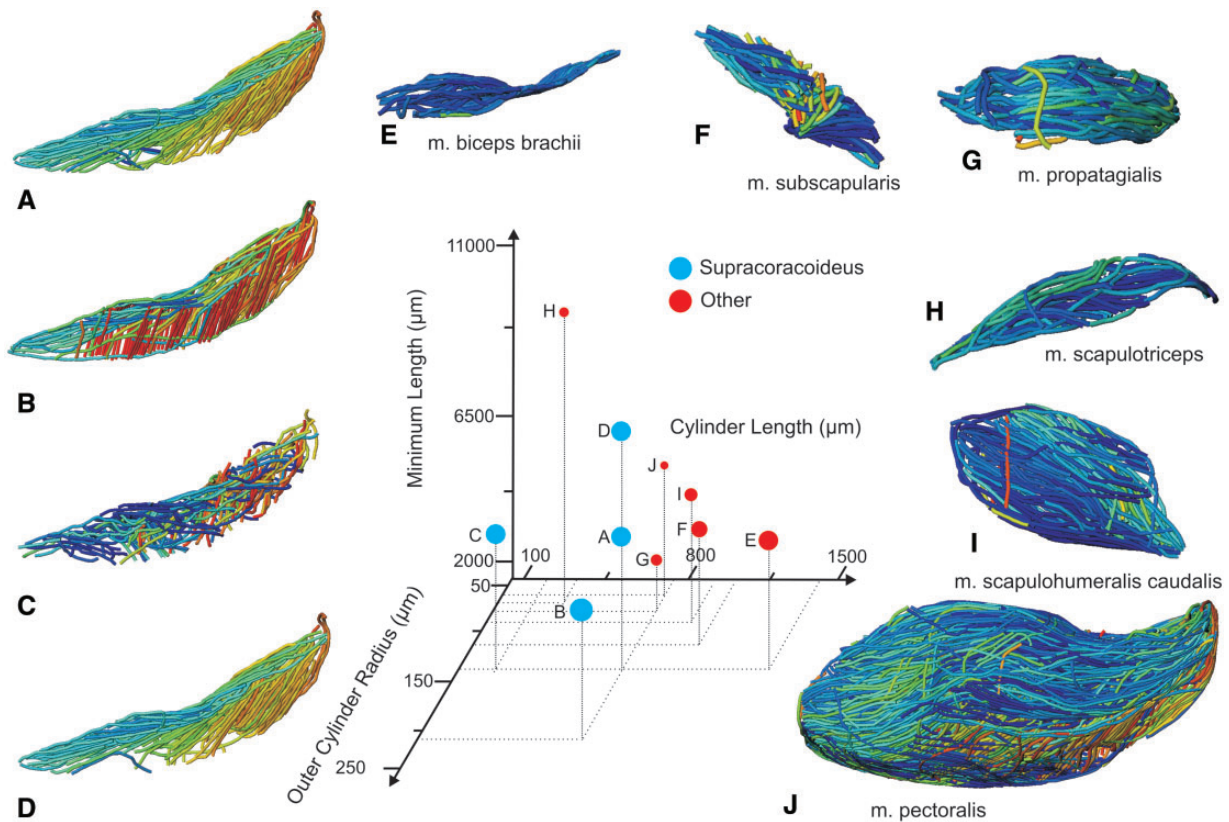 A
B
C
D
E
m. biceps brachii
F
m. subscapularis
G
m. propatagialis
H
m. scapulotriceps
I
m. scapulohumeralis caudalis
J
m. pectoralis
Supracoracoideus
Other
Minimum Length (µm)
11000
6500
2000
Cylinder Length (µm)
100
800
1500
Outer Cylinder Radius (µm)
50
150
250
H
D
J
I
C
A
F
E
G
B